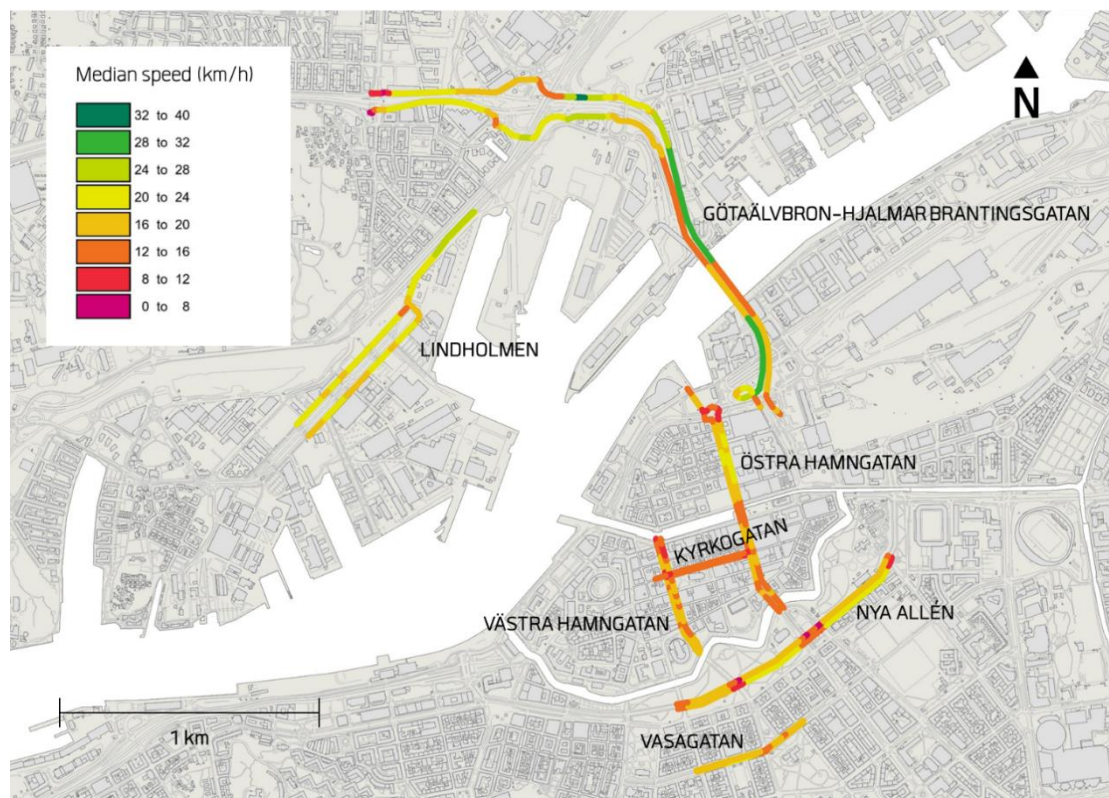 Median speed (km/h)
32 to 40
28 to 32
24 to 28
20 to 24
16 to 20
12 to 16
8 to 12
0 to 8
N
GÖTAÄLVBRON-HJALMAR BRANTINGSGATAN
LINDHOLMEN
ÖSTRA HAMNGATAN
KYRKOGATAN
VÄSTRA HAMNGATAN
NYA ALLÉN
VASAGATAN
1 km